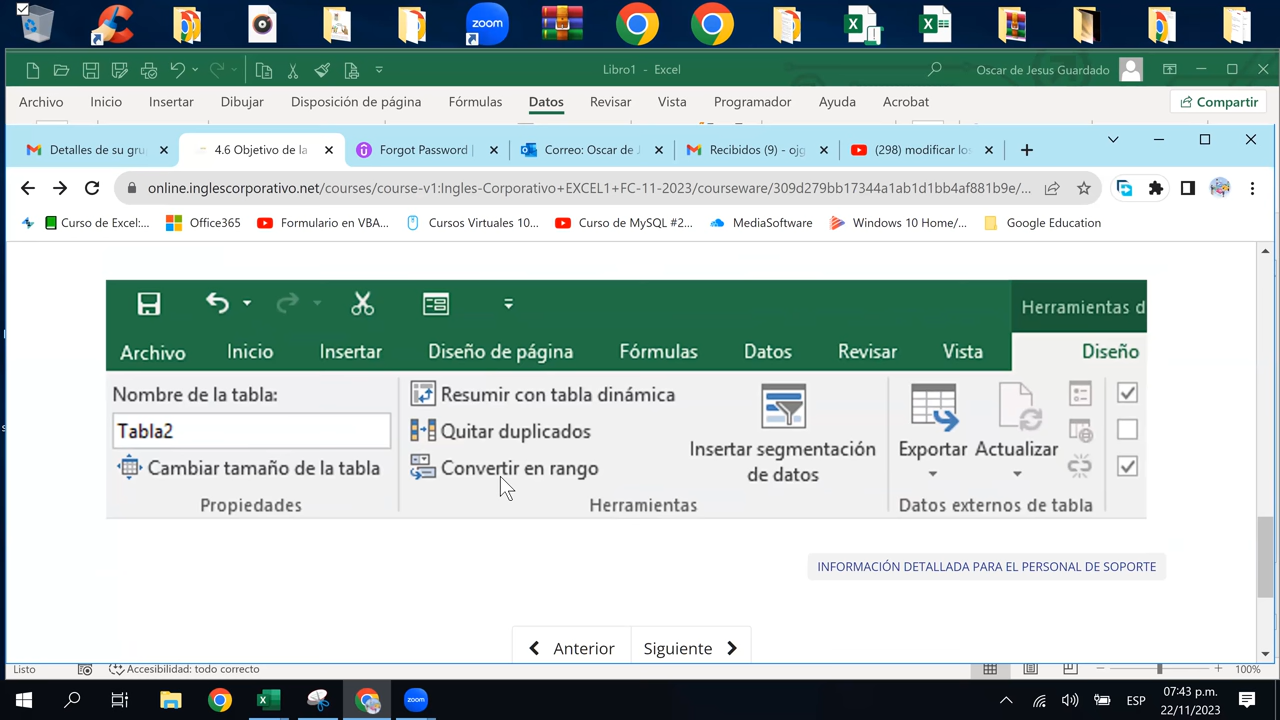 zoom
Libro1 - Excel
Oscar de Jesus Guardado
Archivo Inicio Insertar Dibujar Disposición de página Fórmulas Datos Revisar Vista Programador Ayuda Acrobat Compartir
Detalles de su gru 4.6 Objetivo de la Forgot Password | Correo: Oscar de J Recibidos (9) - ojg (298) modificar los
online.inglescorporativo.net/courses/course-v1:Ingles-Corporativo+EXCEL1+FC-11-2023/courseware/309d279bb17344a1ab1d1bb4af881b9e/...
Curso de Excel:... Office365 Formulario en VBA... Cursos Virtuales 10... Curso de MySQL #2... MediaSoftware Windows 10 Home/... Google Education
Herramientas d
Archivo Inicio Insertar Diseño de página Fórmulas Datos Revisar Vista Diseño
Nombre de la tabla:
Tabla2
Cambiar tamaño de la tabla
Propiedades
Resumir con tabla dinámica
Quitar duplicados
Convertir en rango
Insertar segmentación
de datos
Herramientas
Exportar Actualizar
Datos externos de tabla
INFORMACIÓN DETALLADA PARA EL PERSONAL DE SOPORTE
Anterior Siguiente
Listo Accesibilidad: todo correcto 100%
zoom ESP 07:43 p.m.
22/11/2023